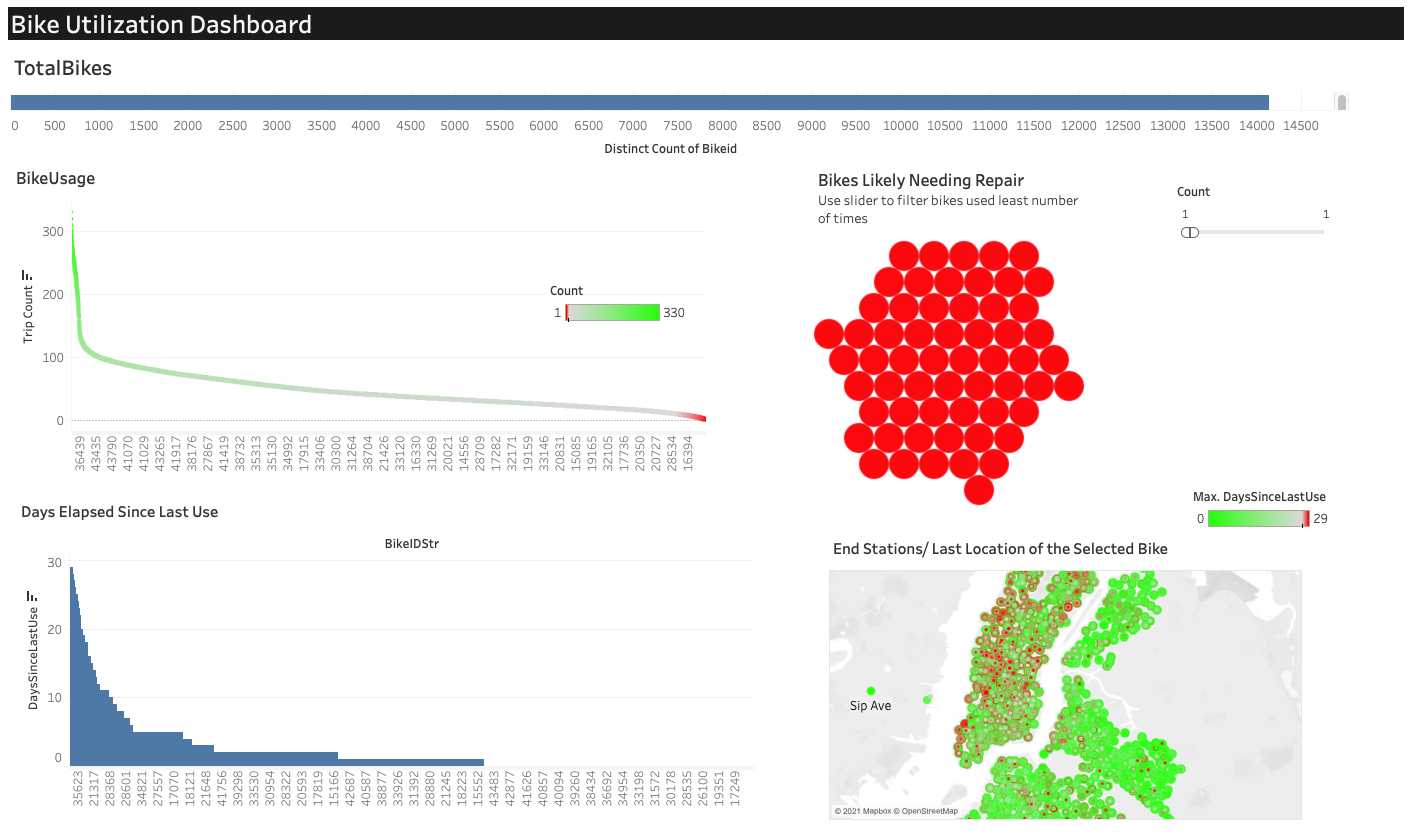 Bike Utilization Dashboard
TotalBikes
0 500 1000 1500 2000 2500 3000 3500 4000 4500 5000 5500 6000 6500 7000 7500 8000 8500 9000 9500 10000 10500 11000 11500 12000 12500 13000 13500 14000 14500
Distinct Count of Bikeid
BikeUsage
Trip Count
300
200
100
0
Count
1 330
36439 43435 43790 41070 41029 43265 41917 38176 27867 41419 38732 35313 35130 34992 17915 33406 30300 31264 38704 21426 33120 16330 31269 20021 14556 28709 17282 32171 19159 33146 20831 15085 19165 32105 17736 20350 20727 28534 16394
Bikes Likely Needing Repair
Use slider to filter bikes used least number
of times
Count
1 1
Days Elapsed Since Last Use
BikeIDStr
DaysSinceLastUse
30
20
10
0
35623 21317 28368 28601 34821 27557 17070 18121 21648 41756 39298 33530 30954 28322 20593 17819 15166 42687 40587 38877 33926 31392 28880 21245 18223 15552 43483 42877 41626 40857 40094 39260 38434 36692 34954 33198 31572 30178 28535 26100 19351 17249
Max. DaysSinceLastUse
0 29
End Stations/ Last Location of the Selected Bike
Sip Ave
© 2021 Mapbox © OpenStreetMap